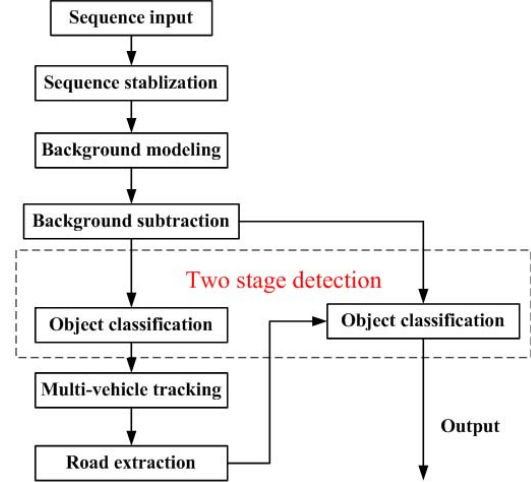 Sequence input
Sequence stablization
Background modeling
Background subtraction
Two stage detection
Object classification
Object classification
Multi-vehicle tracking
Output
Road extraction